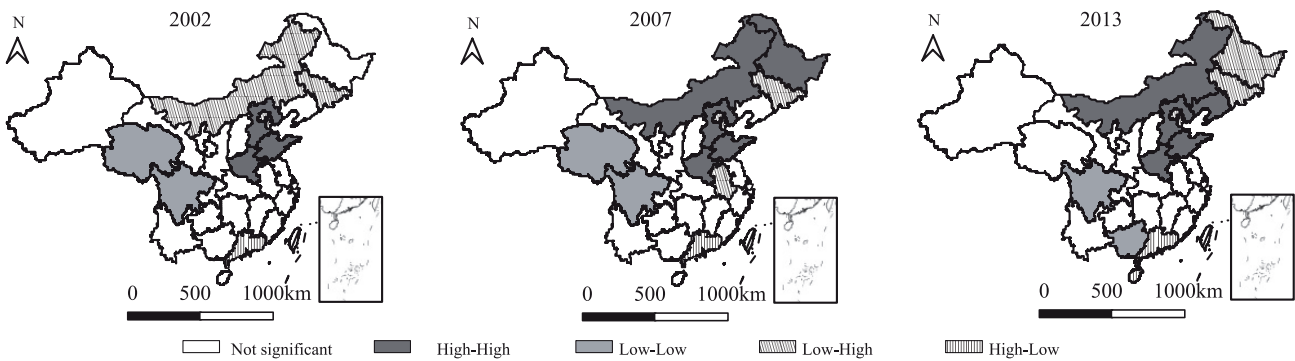 N 2002
N 2007
N 2013
0 500 1000km
0 500 1000km
0 500 1000km
Not significant High-High Low-Low Low-High High-Low